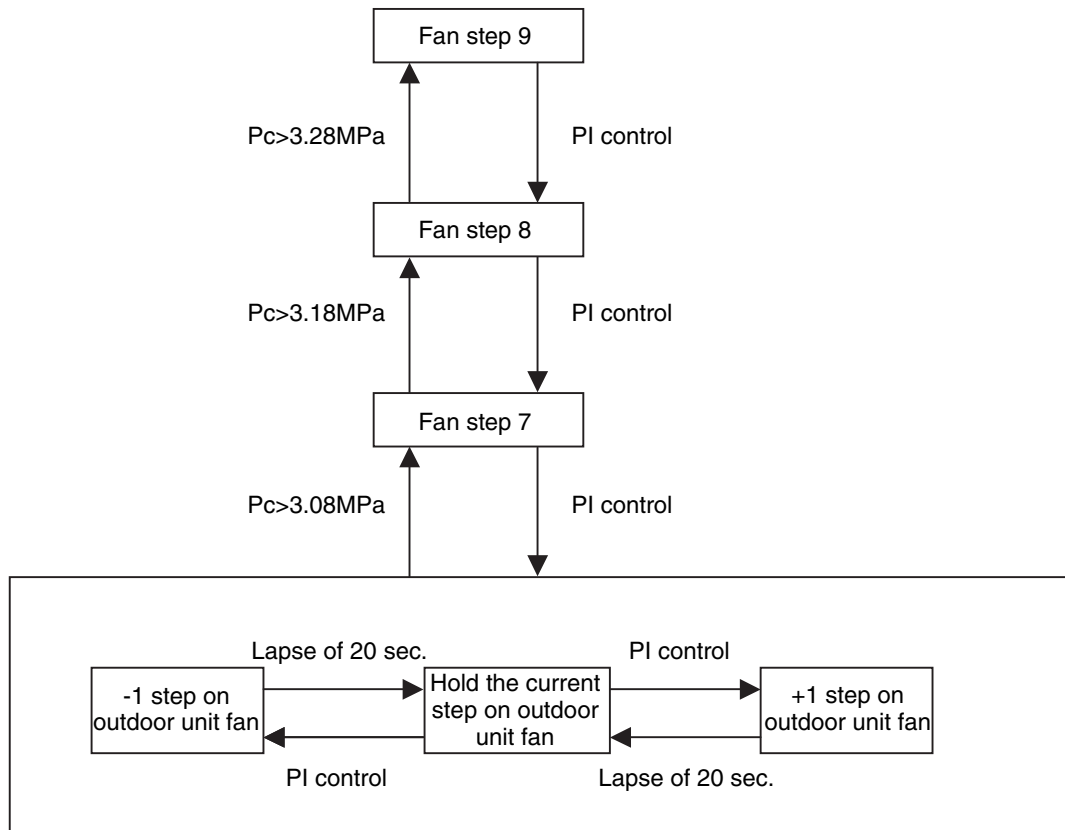 Fan step 9
Pc>3.28MPa
PI control
Fan step 8
Pc>3.18MPa
PI control
Fan step 7
Pc>3.08MPa
PI control
Lapse of 20 sec.
PI control
-1 step on
outdoor unit fan
Hold the current
step on outdoor
unit fan
+1 step on
outdoor unit fan
PI control
Lapse of 20 sec.